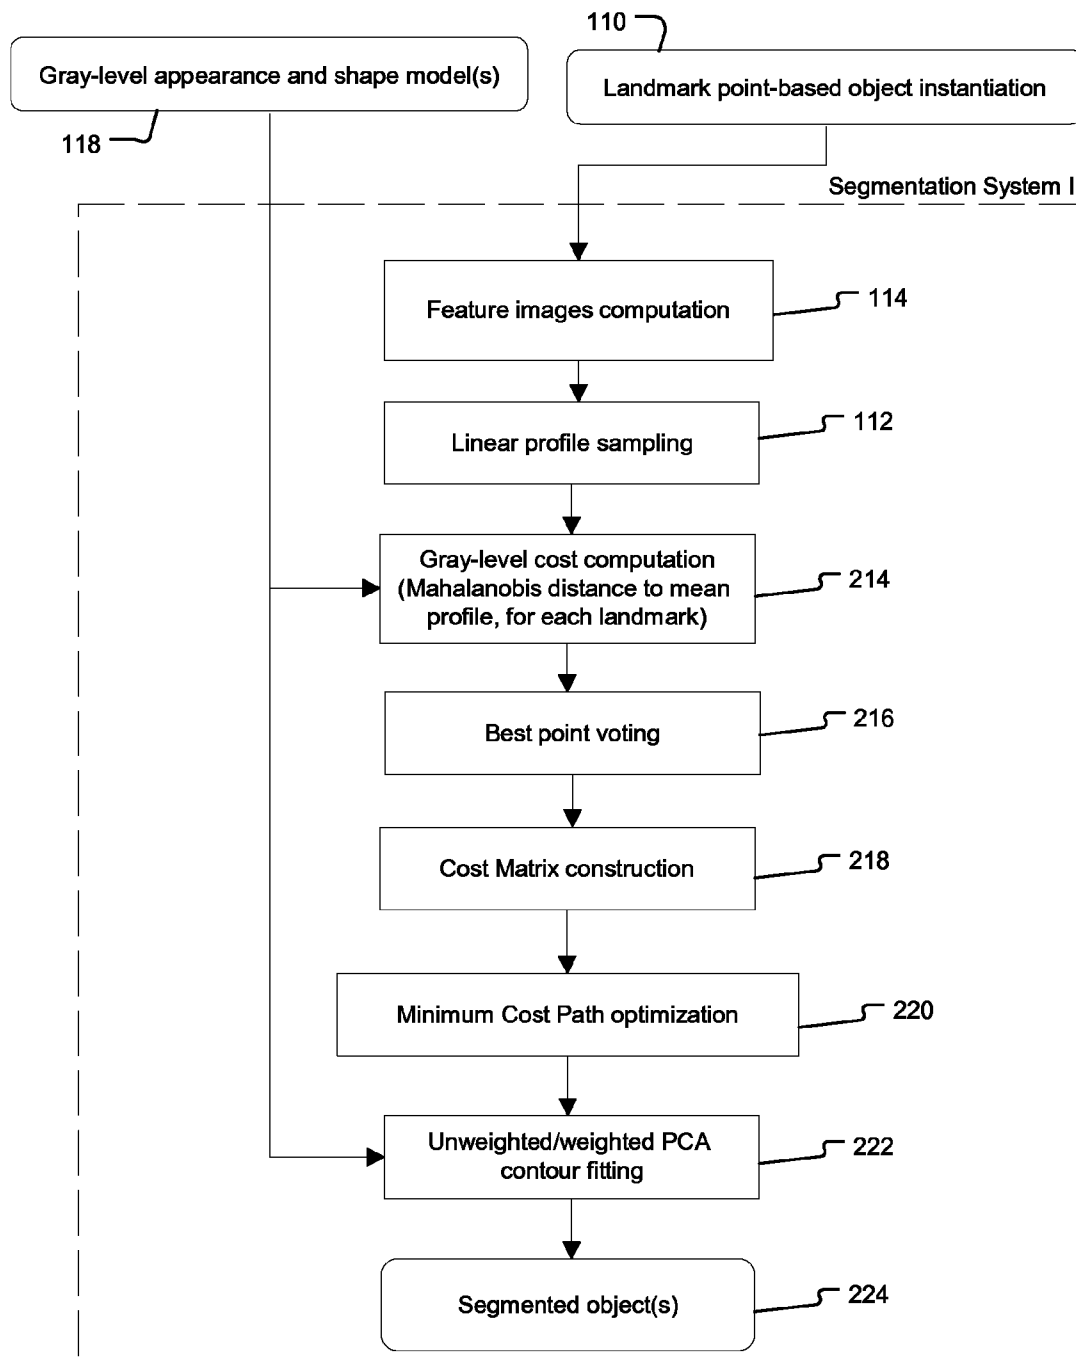 110
Gray-level appearance and shape model(s)
Landmark point-based object instantiation
118
Segmentation System I
Feature images computation
114
Linear profile sampling
112
Gray-level cost computation
(Mahalanobis distance to mean
profile, for each landmark)
214
Best point voting
216
Cost Matrix construction
218
Minimum Cost Path optimization
220
Unweighted/weighted PCA
contour fitting
222
Segmented object(s)
224